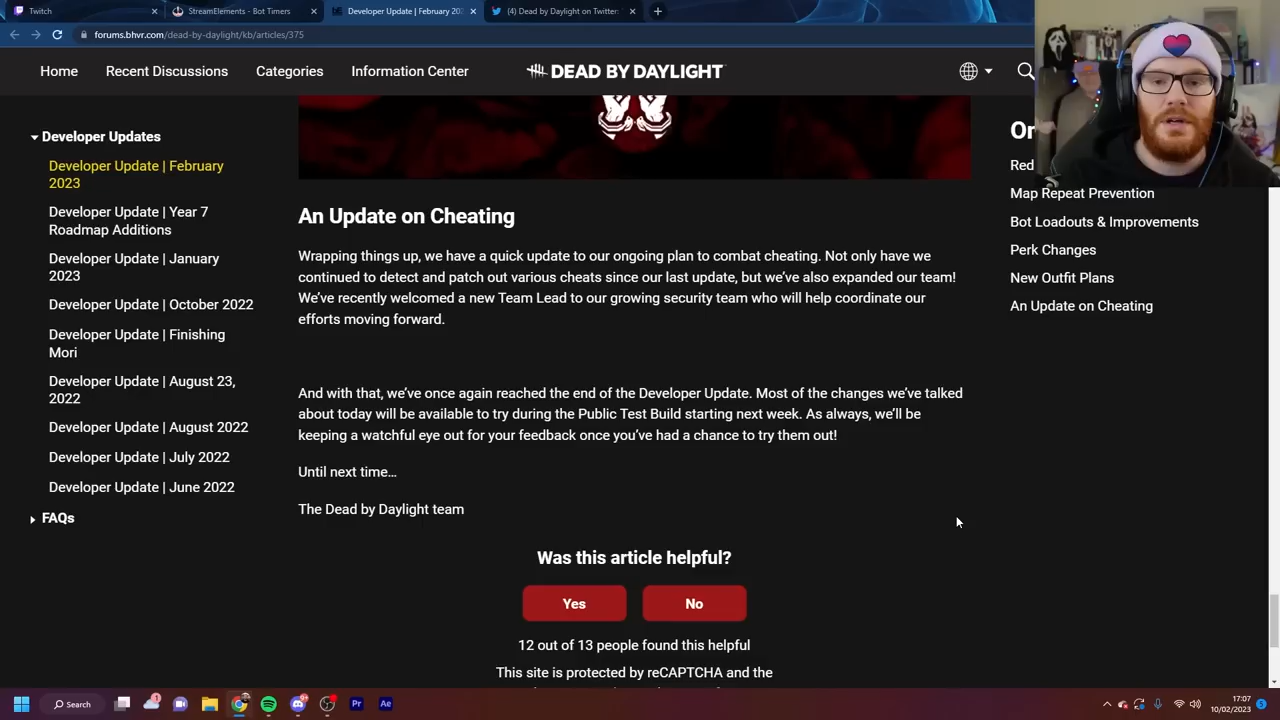 Twitch
StreamElements - Bot Timers
Developer Update | February 202
(4) Dead by Daylight on Twitter:
forums.bhvr.com/dead-by-daylight/kb/articles/375
Home
Recent Discussions
Categories
Information Center
DEAD BY DAYLIGHT
Developer Updates
Developer Update | February
2023
Developer Update | Year 7
Roadmap Additions
Developer Update | January
2023
Developer Update | October 2022
Developer Update | Finishing
Mori
Developer Update | August 23,
2022
Developer Update | August 2022
Developer Update | July 2022
Developer Update | June 2022
FAQs
An Update on Cheating
Wrapping things up, we have a quick update to our ongoing plan to combat cheating. Not only have we
continued to detect and patch out various cheats since our last update, but we've also expanded our team!
We've recently welcomed a new Team Lead to our growing security team who will help coordinate our
efforts moving forward.
And with that, we've once again reached the end of the Developer Update. Most of the changes we've talked
about today will be available to try during the Public Test Build starting next week. As always, we'll be
keeping a watchful eye out for your feedback once you've had a chance to try them out!
Until next time...
The Dead by Daylight team
Was this article helpful?
Yes
No
12 out of 13 people found this helpful
This site is protected by reCAPTCHA and the
Or
Red
Map Repeat Prevention
Bot Loadouts & Improvements
Perk Changes
New Outfit Plans
An Update on Cheating
Search
Pr
Ae
17:07
10/02/2023